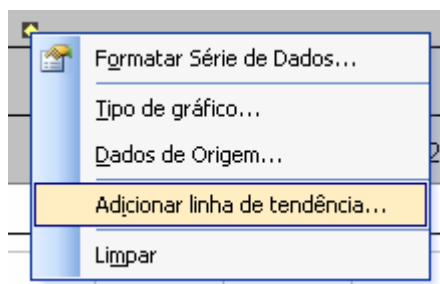 Formatar Série de Dados...
Tipo de gráfico...
Dados de Origem...
Adicionar linha de tendência...
Limpar